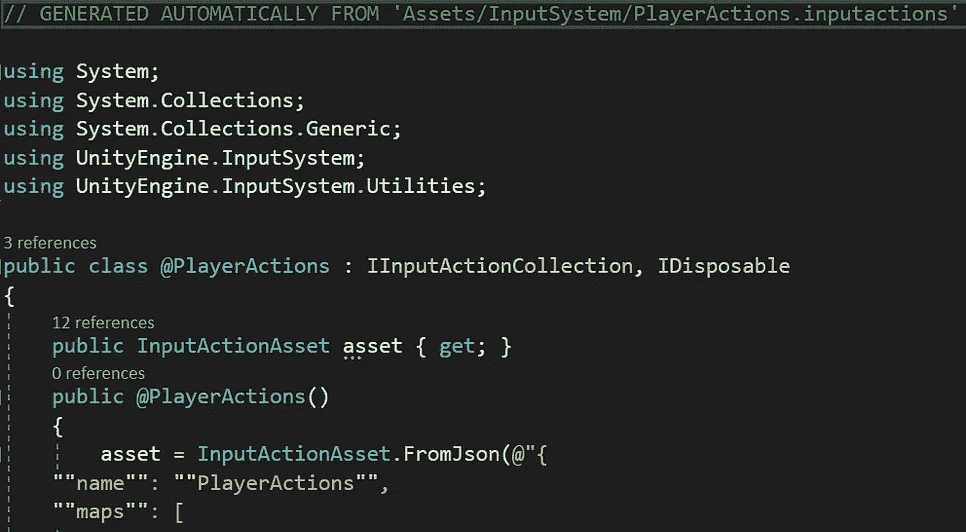 // GENERATED AUTOMATICALLY FROM 'Assets/InputSystem/PlayerActions.inputactions'
using System;
using System.Collections;
using System.Collections.Generic;
using UnityEngine.InputSystem;
using UnityEngine.InputSystem.Utilities;
3 references
public class @PlayerActions : IInputActionCollection, IDisposable
{
12 references
public InputActionAsset asset { get; }
0 references
public @PlayerActions()
{
asset = InputActionAsset.FromJson(@"{
""name"": ""PlayerActions"",
""maps"": [